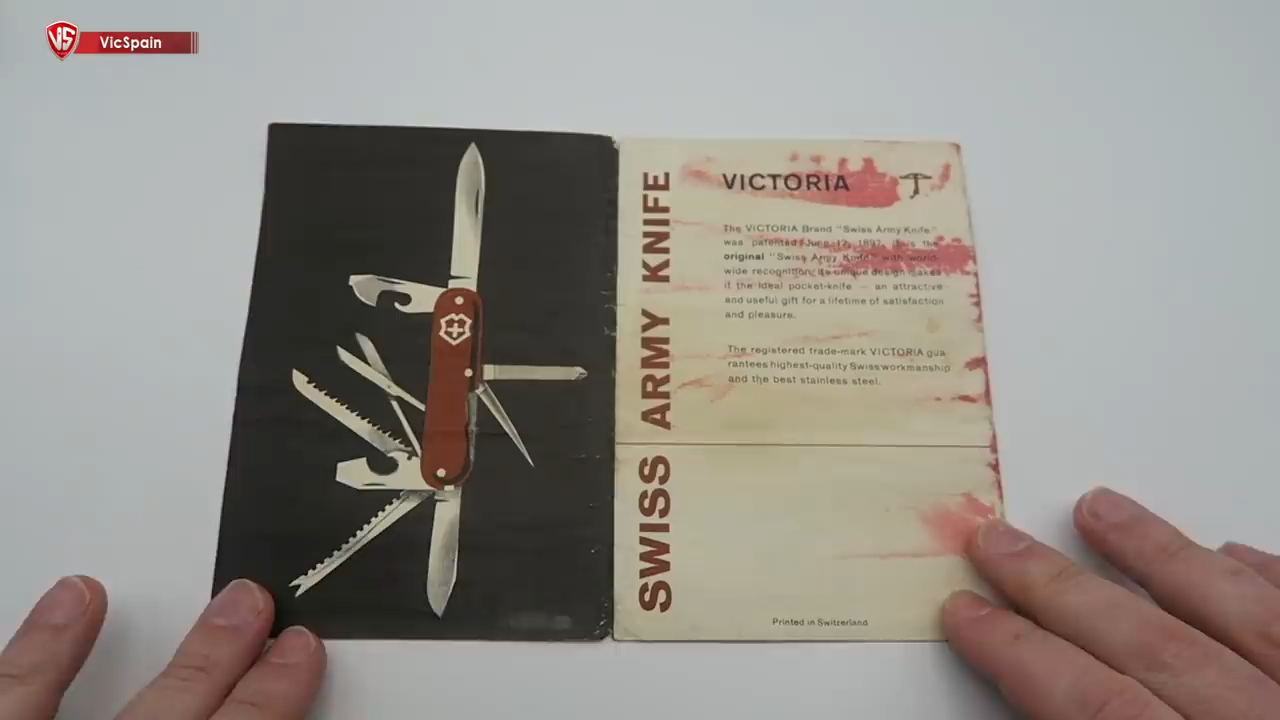 VS
VicSpain
SWISS ARMY KNIFE
VICTORIA
The VICTORIA Brand "Swiss Army Knife"
was patented June 12, 1897. It is the
original "Swiss Army Knife" with world-
wide recognition. Its unique design makes
it the ideal pocket-knife — an attractive
and useful gift for a lifetime of satisfaction
and pleasure.
The registered trade-mark VICTORIA gua
rantees highest-quality Swiss workmanship
and the best stainless steel.
Printed in Switzerland